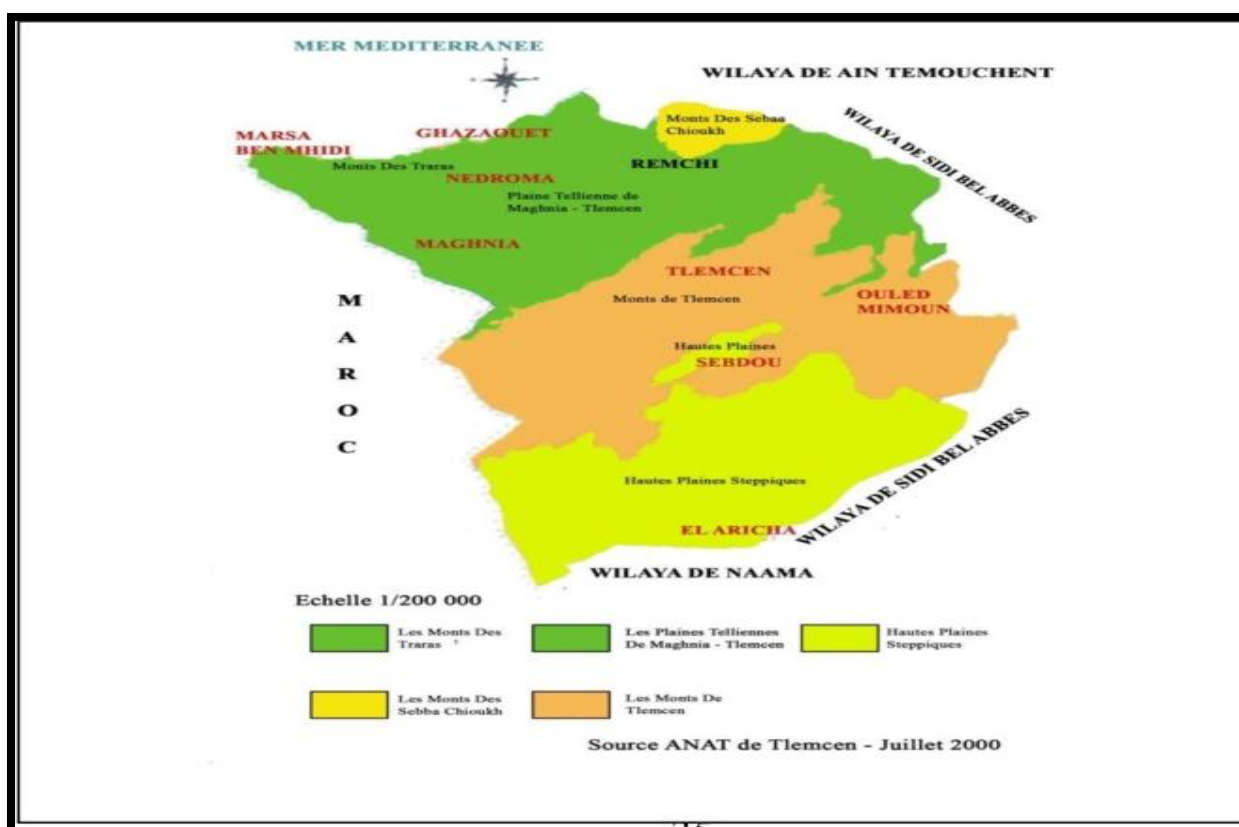 MER MEDITERRANEE
WILAYA DE AIN TEMOUCHENT
Monts Des Sebaa
Chioukh
WILAYA DE SIDI BEL ABBES
MARSA
BEN MHIDI
GHAZAOUET
Monts Des Traras
REMCHI
NEDROMA
Plaine Tellienne de
Maghnia - Tlemcen
MAGHNIA
TLEMCEN
Monts de Tlemcen
OULED
MIMOUN
M
A
R
O
C
Hautes Plaines
SEBDOU
Hautes Plaines Steppiques
WILAYA DE SIDI BEL ABBES
EL ARICHA
WILAYA DE NAAMA
Echelle 1/200 000
Les Monts Des
Traras
Les Plaines Telliennes
De Maghnia - Tlemcen
Hautes Plaines
Steppiques
Les Monts Des
Sebba Chioukh
Les Monts De
Tlemcen
Source ANAT de Tlemcen - Juillet 2000